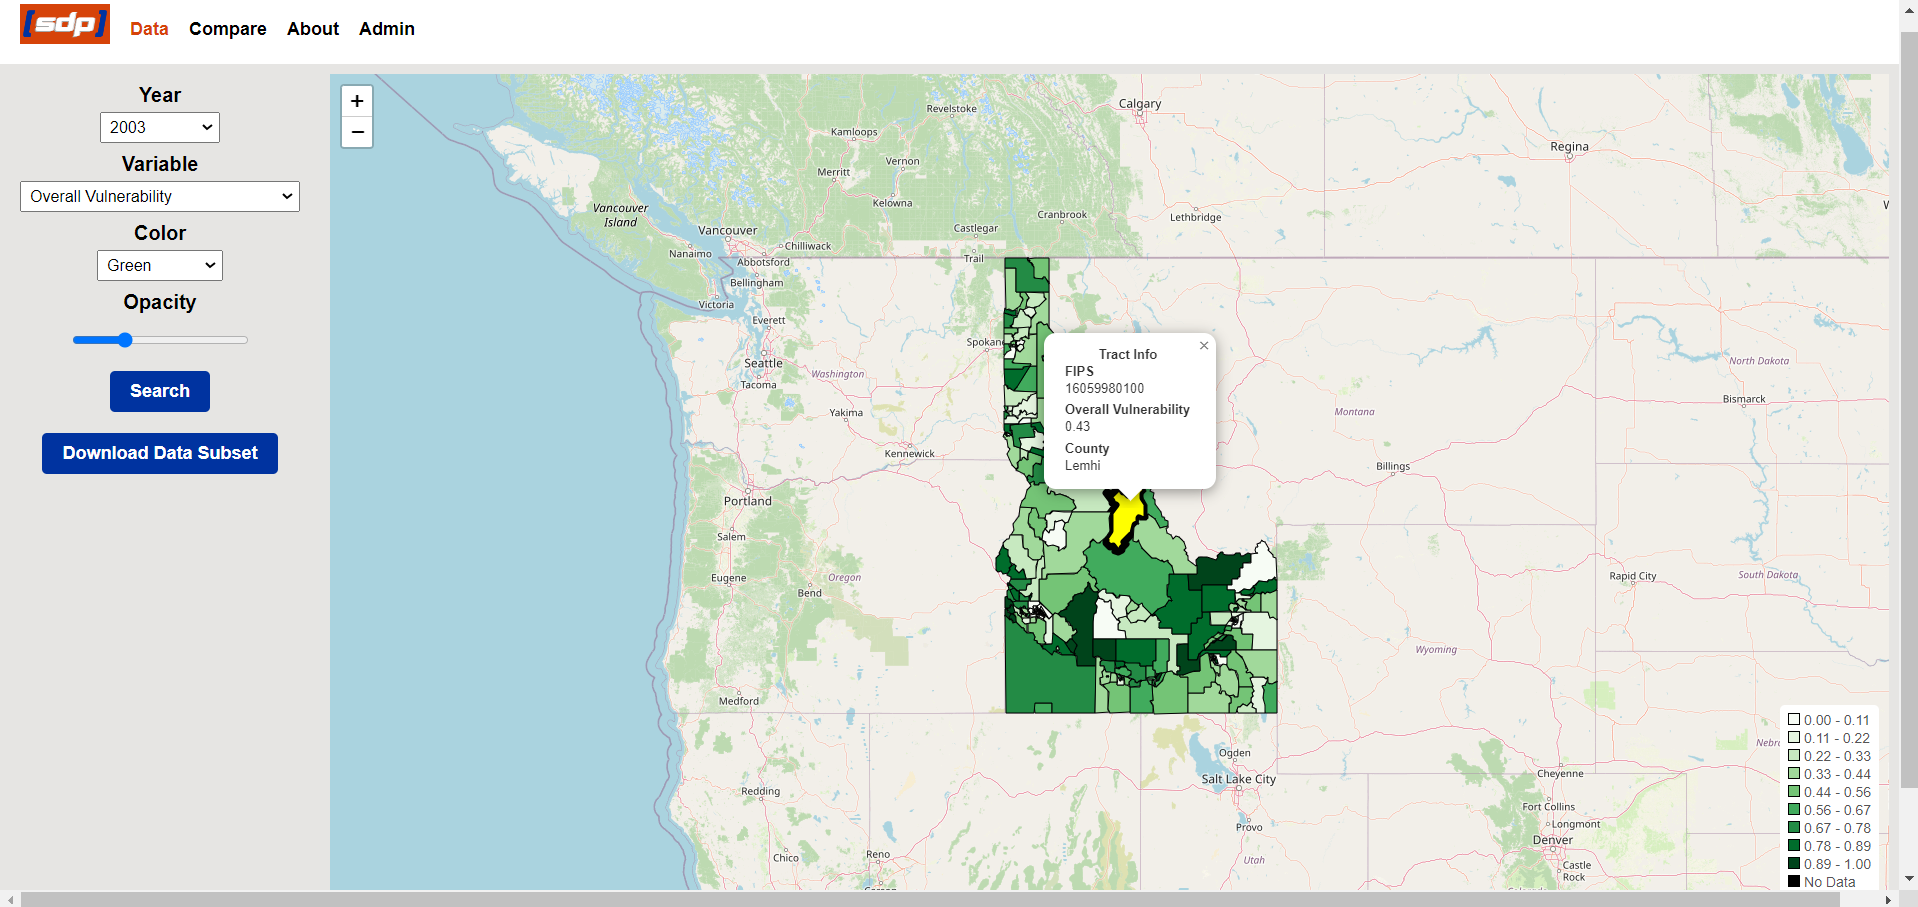 [sdp]
Data
Compare
About
Admin
Year
2003
Variable
Overall Vulnerability
Color
Green
Opacity
Search
Download Data Subset
+
−
Calgary
Revelstoke
Kamloops
Regina
Vernon
Merritt
Kelowna
Vancouver
Island
Cranbrook
Lethbridge
Castlegar
Vancouver
Chilliwack
Nanaimo
Abbotsford
Trail
Bellingham
Victoria
Everett
Spokane
Seattle
Tacoma
Washington
Yakima
Kennewick
Portland
Salem
Eugene
Oregon
Bend
Medford
Redding
Chico
Reno
Tract Info
×
FIPS
16059980100
Overall Vulnerability
0.43
County
Lemhi
North Dakota
Bismarck
Montana
Billings
Rapid City
South Dakota
Wyoming
Ogden
Salt Lake City
Provo
Utah
Cheyenne
Fort Collins
Longmont
Denver
Castle
Rock
0.00 - 0.11
0.11 - 0.22
0.22 - 0.33
0.33 - 0.44
0.44 - 0.56
0.56 - 0.67
0.67 - 0.78
0.78 - 0.89
0.89 - 1.00
No Data